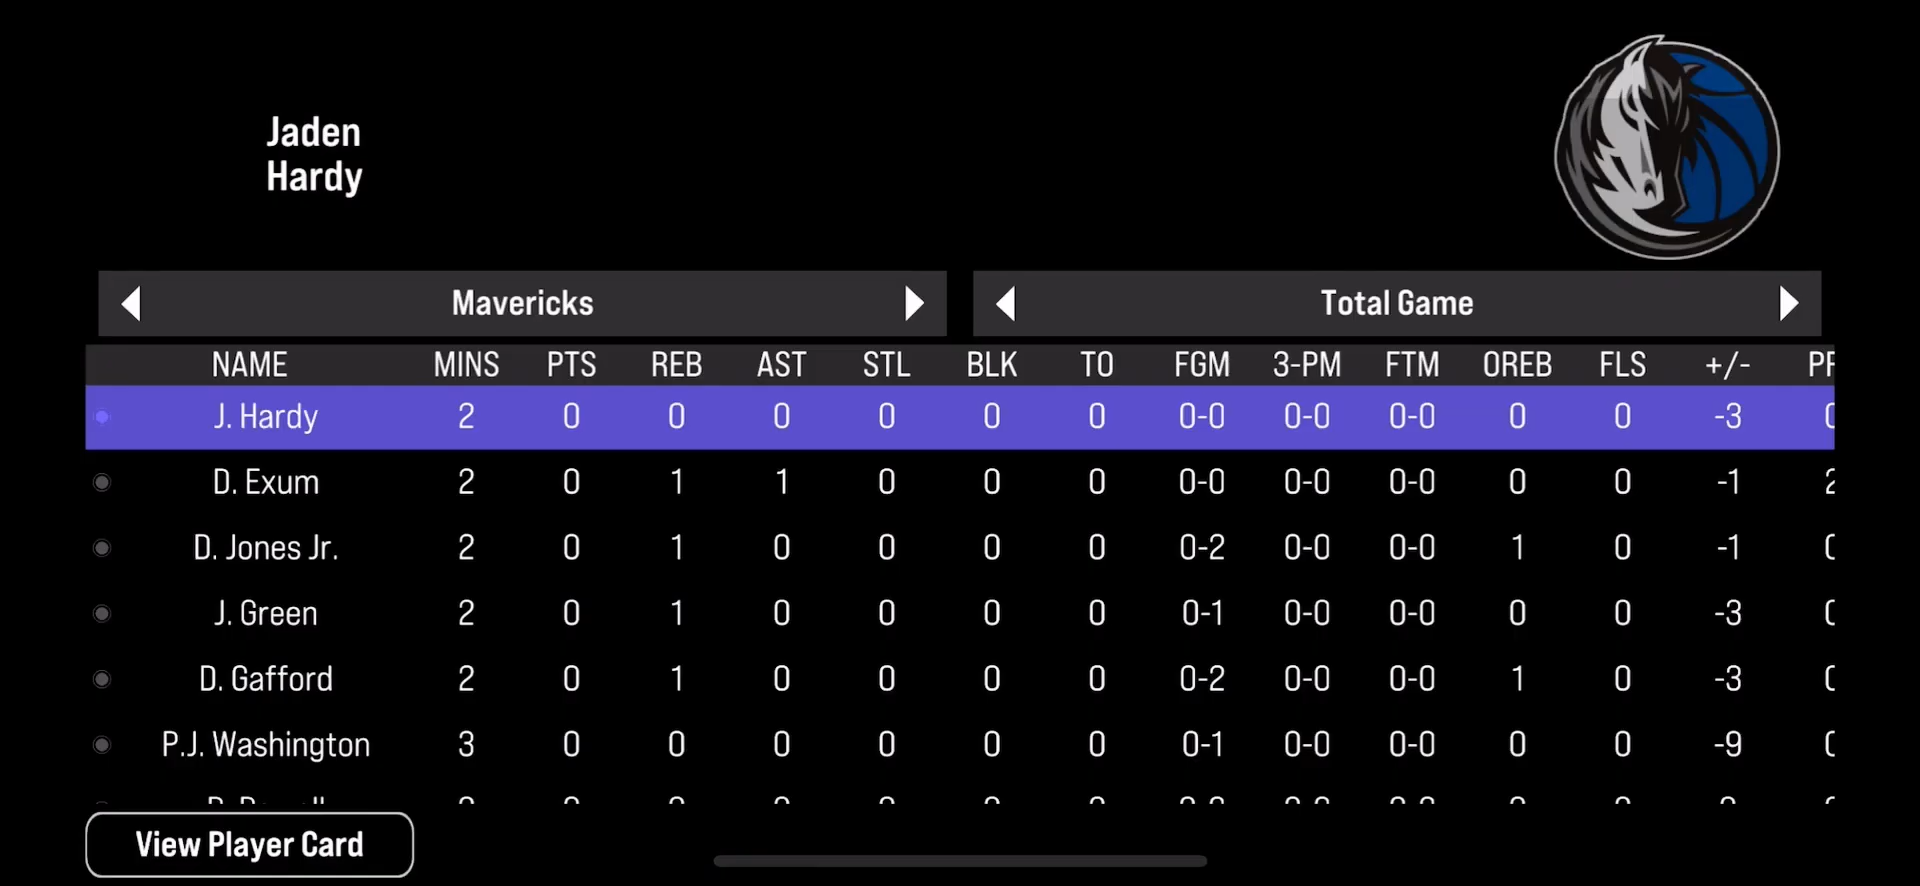 Jaden
Hardy
Mavericks Total Game
NAME MINS PTS REB AST STL BLK TO FGM 3-PM FTM OREB FLS +/-
J. Hardy 2 0 0 0 0 0 0 0-0 0-0 0-0 0 0 -3
D. Exum 2 0 1 1 0 0 0 0-0 0-0 0-0 0 0 -1 2
D. Jones Jr. 2 0 1 0 0 0 0 0-2 0-0 0-0 1 0 -1
J. Green 2 0 1 0 0 0 0 0-1 0-0 0-0 0 0 -3
D. Gafford 2 0 1 0 0 0 0 0-2 0-0 0-0 1 0 -3
P.J. Washington 3 0 0 0 0 0 0 0-1 0-0 0-0 0 0 -9
View Player Card